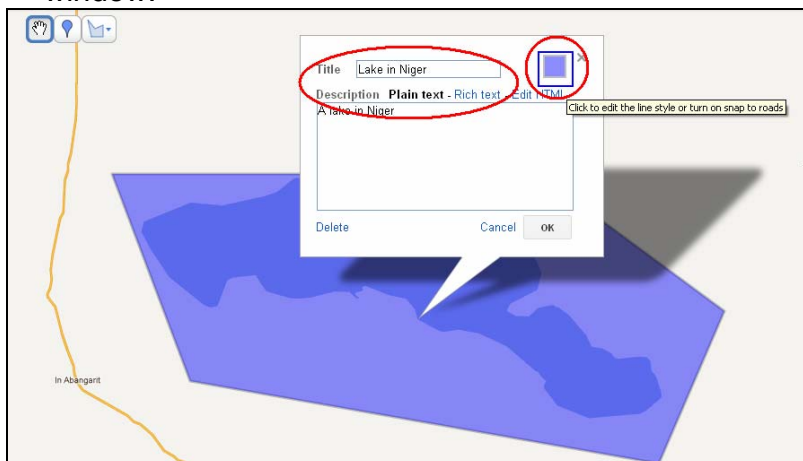 Title Lake in Niger
Description Plain text - Rich text - Edit HTML
Click to edit the line style or turn on snap to roads
A lake in Niger
Delete Cancel OK
In Abangarit